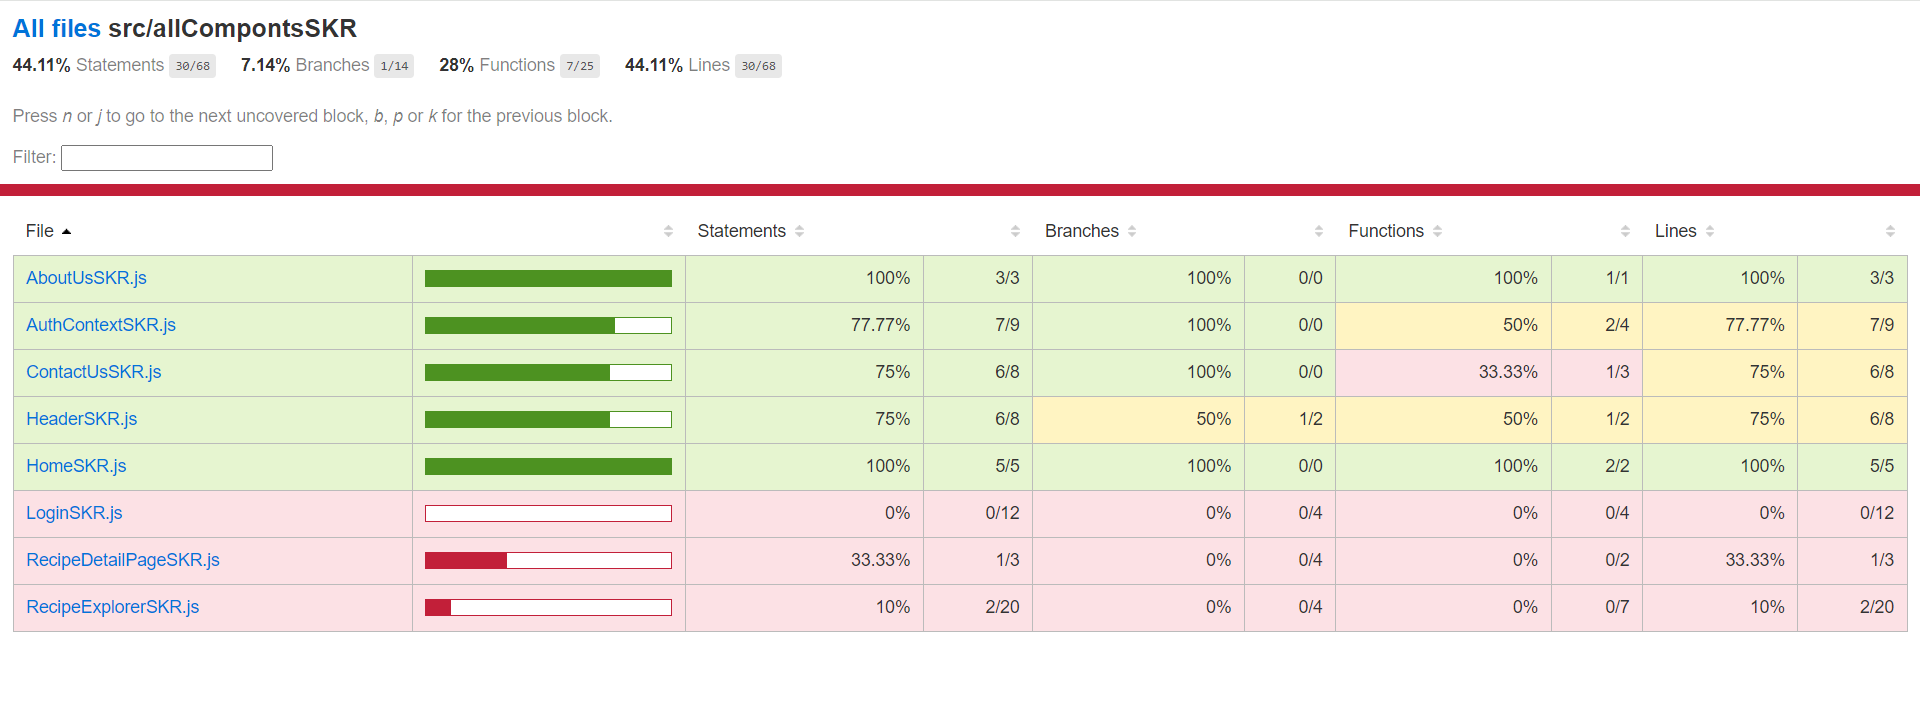 All files src/allCompontsSKR
44.11% Statements 30/68 7.14% Branches 1/14 28% Functions 7/25 44.11% Lines 30/68
Press n or j to go to the next uncovered block, b, p or k for the previous block.
Filter:
File Statements Branches Functions Lines
AboutUsSKR.js 100% 3/3 100% 0/0 100% 1/1 100% 3/3
AuthContextSKR.js 77.77% 7/9 100% 0/0 50% 2/4 77.77% 7/9
ContactUsSKR.js 75% 6/8 100% 0/0 33.33% 1/3 75% 6/8
HeaderSKR.js 75% 6/8 50% 1/2 50% 1/2 75% 6/8
HomeSKR.js 100% 5/5 100% 0/0 100% 2/2 100% 5/5
LoginSKR.js 0% 0/12 0% 0/4 0% 0/4 0% 0/12
RecipeDetailPageSKR.js 33.33% 1/3 0% 0/4 0% 0/2 33.33% 1/3
RecipeExplorerSKR.js 10% 2/20 0% 0/4 0% 0/7 10% 2/20